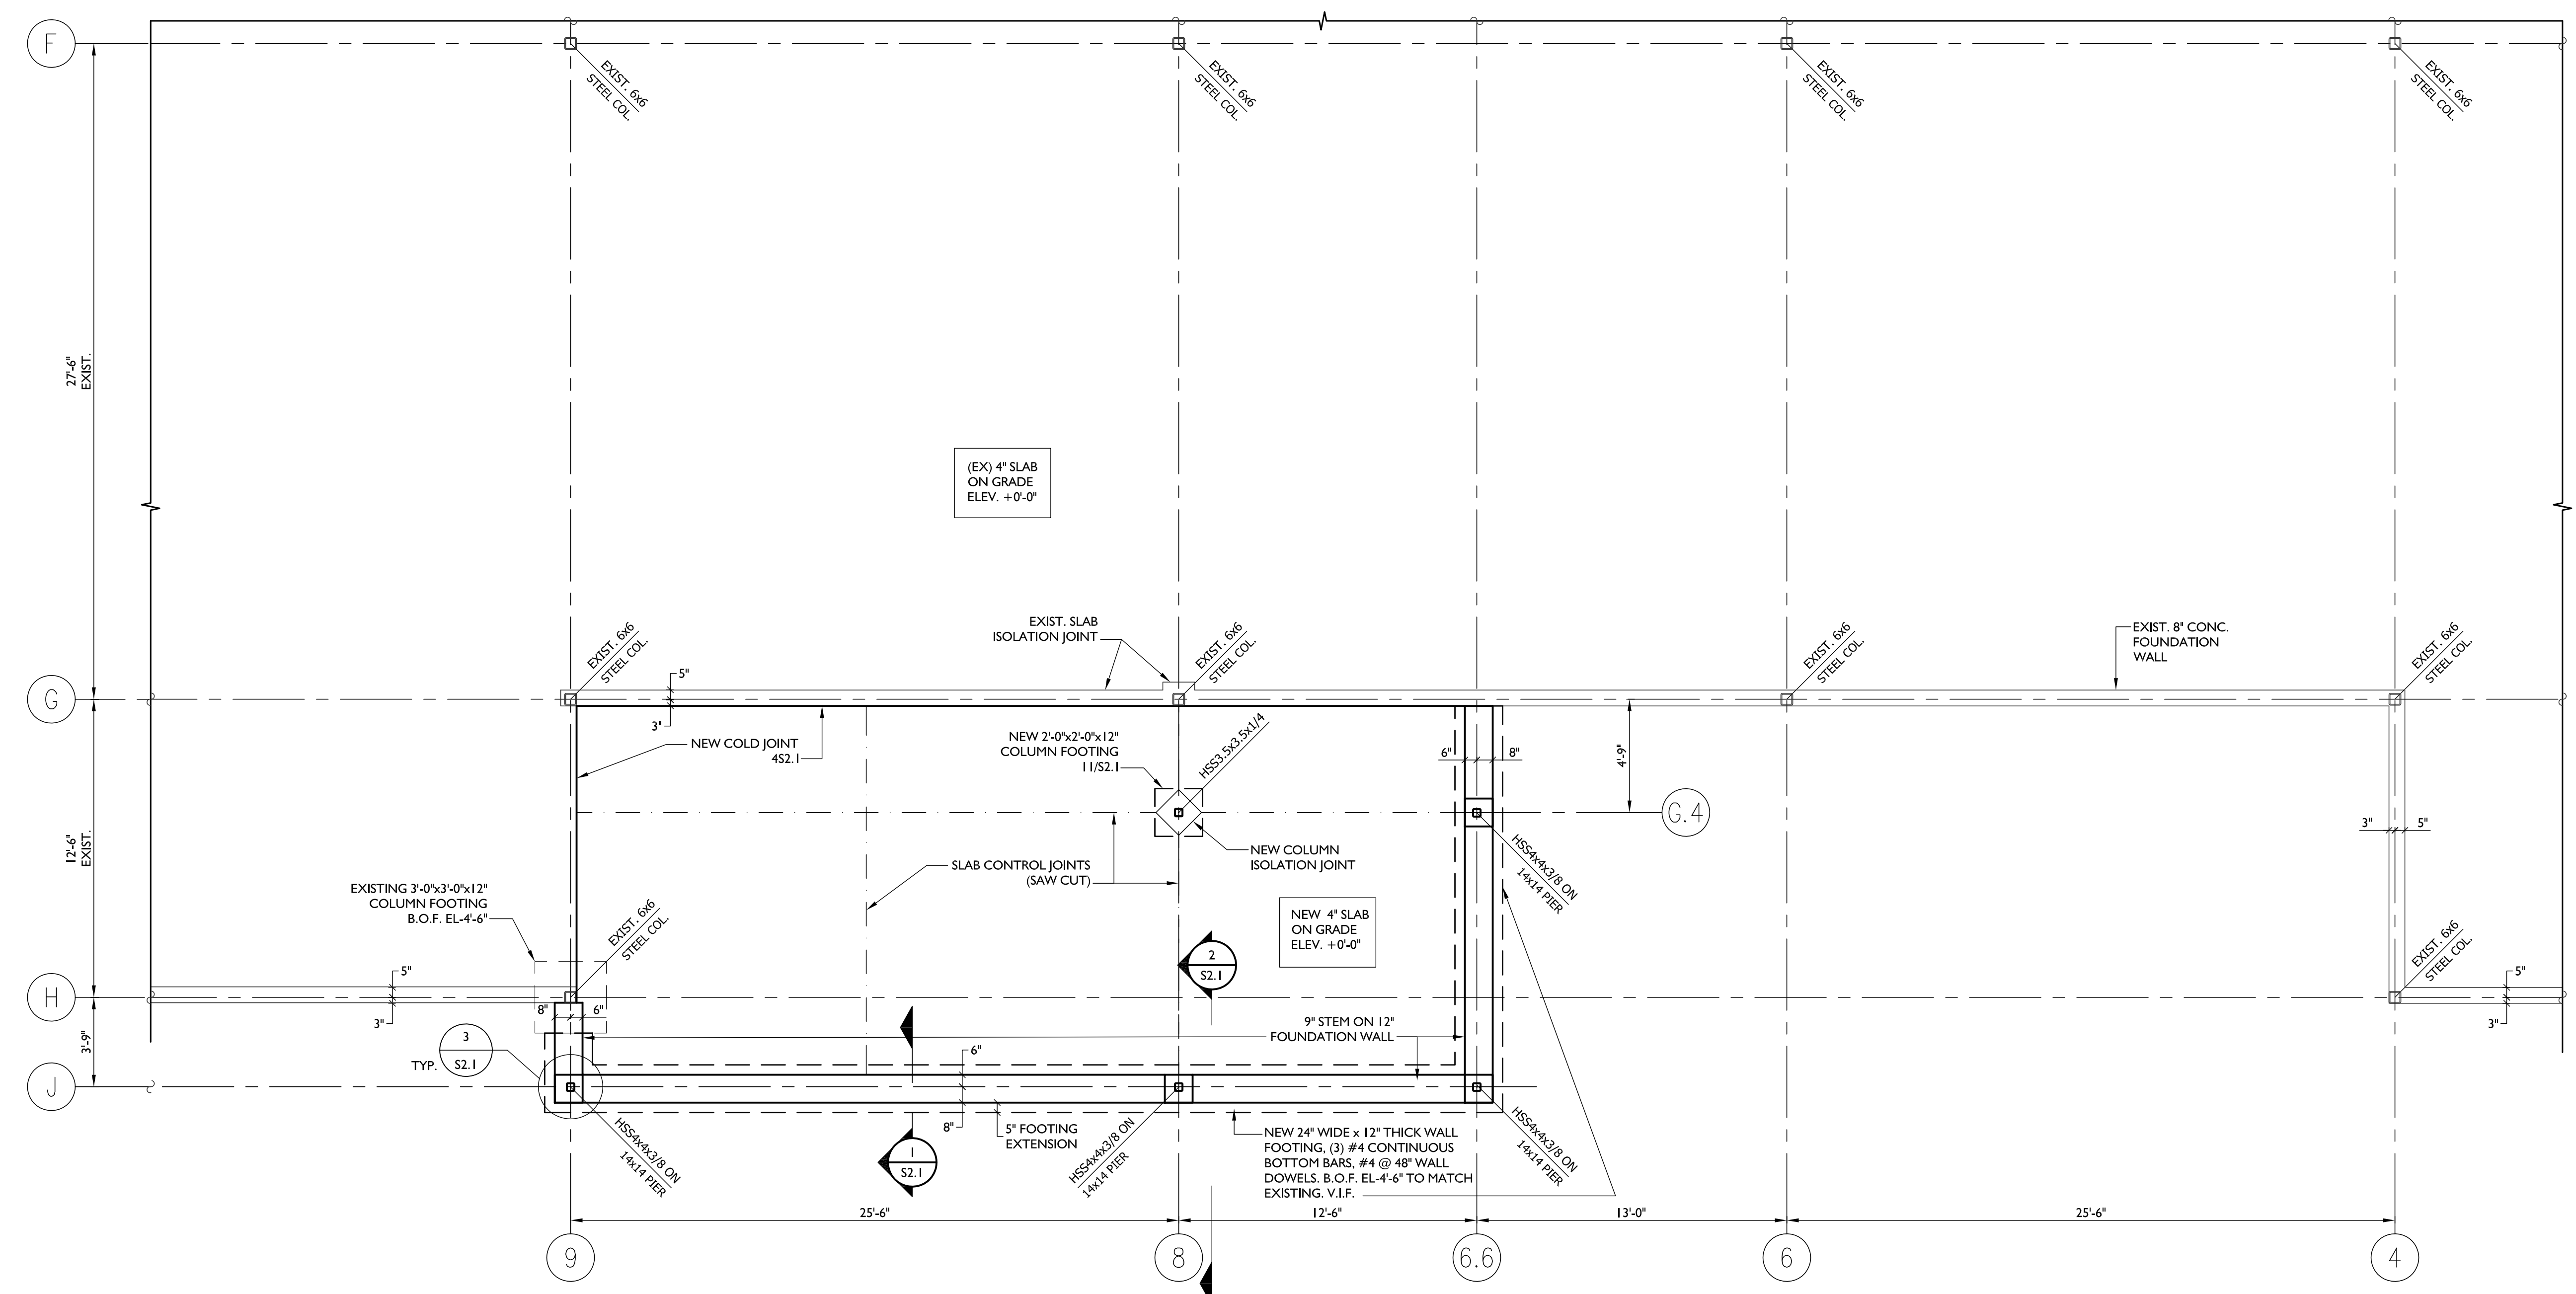 F
EXIST. 6x6
STEEL COL.
EXIST. 6x6
STEEL COL.
EXIST. 6x6
STEEL COL.
EXIST. 6x6
STEEL COL.
27'-6"
EXIST.
(EX) 4" SLAB
ON GRADE
ELEV. +0'-0"
EXIST. SLAB
ISOLATION JOINT
EXIST. 6x6
STEEL COL.
EXIST. 6x6
STEEL COL.
EXIST. 6x6
STEEL COL.
EXIST. 8" CONC.
FOUNDATION
WALL
EXIST. 6x6
STEEL COL.
G
5"
3"
NEW COLD JOINT
4S2.1
NEW 2'-0"x2'-0"x12"
COLUMN FOOTING
11/S2.1
HSS3.5x3.5x1/4
6"
8"
4'-9"
G.4
12'-6"
EXIST.
3"
5"
NEW COLUMN
ISOLATION JOINT
SLAB CONTROL JOINTS
(SAW CUT)
HSS4x4x3/8 ON
14x14 PIER
EXISTING 3'-0"x3'-0"x12"
COLUMN FOOTING
B.O.F. EL-4'-6"
EXIST. 6x6
STEEL COL.
NEW 4" SLAB
ON GRADE
ELEV. +0'-0"
2
S2.1
EXIST. 6x6
STEEL COL.
H
5"
3"
8"
6"
5"
3"
9" STEM ON 12"
FOUNDATION WALL
3'-9"
TYP.
3
S2.1
6"
8"
J
5" FOOTING
EXTENSION
HSS4x4x3/8 ON
14x14 PIER
1
S2.1
HSS4x4x3/8 ON
14x14 PIER
NEW 24" WIDE x 12" THICK WALL
FOOTING, (3) #4 CONTINUOUS
BOTTOM BARS, #4 @ 48" WALL
DOWELS. B.O.F. EL-4'-6" TO MATCH
EXISTING. V.I.F.
HSS4x4x3/8 ON
14x14 PIER
25'-6"
12'-6"
13'-0"
25'-6"
9
8
6.6
6
4